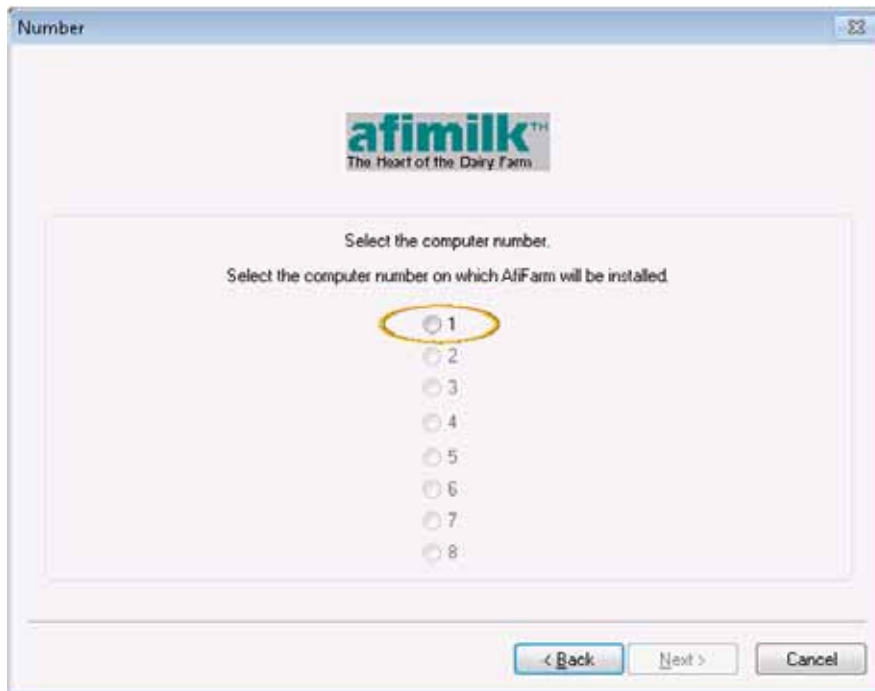 Number
afimilk™
The Heart of the Dairy Farm
Select the computer number.
Select the computer number on which AfiFarm will be installed.
1
2
3
4
5
6
7
8
< Back
Next >
Cancel